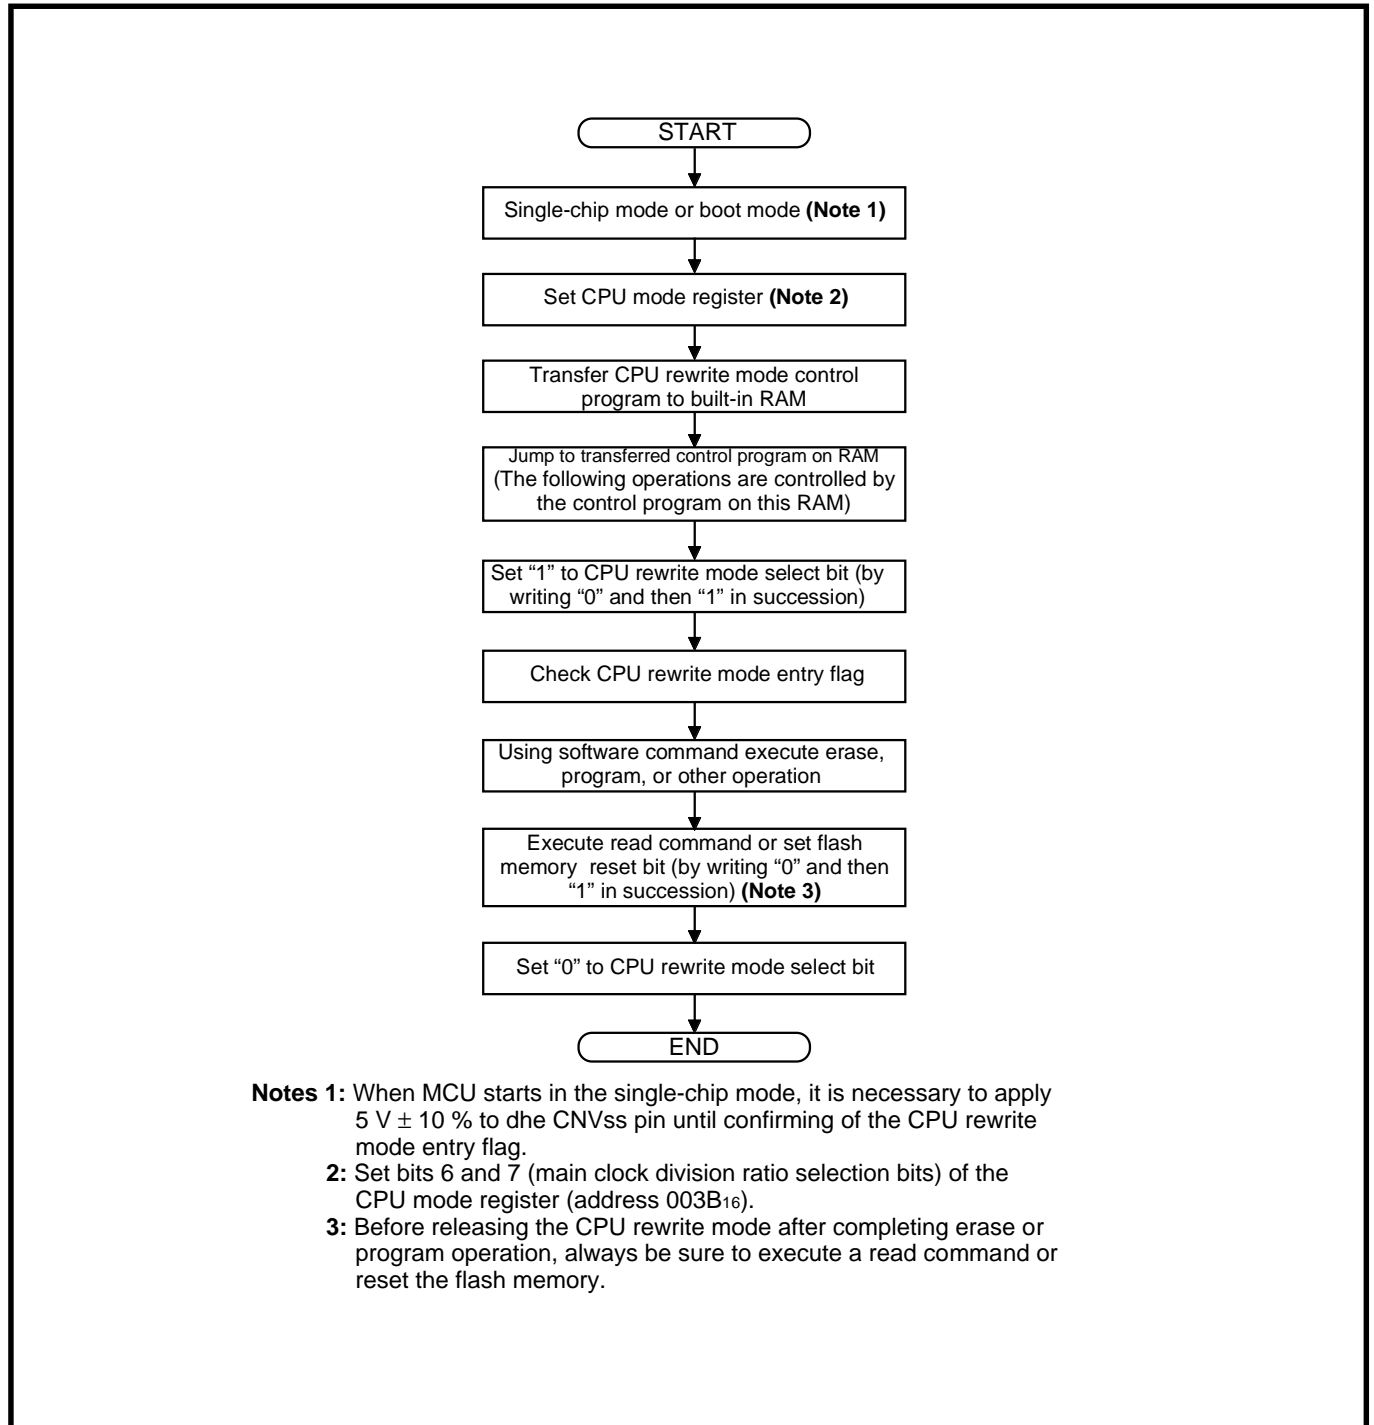 START
Single-chip mode or boot mode (Note 1)
Set CPU mode register (Note 2)
Transfer CPU rewrite mode control
program to built-in RAM
Jump to transferred control program on RAM
(The following operations are controlled by
the control program on this RAM)
Set “1” to CPU rewrite mode select bit (by
writing “0” and then “1” in succession)
Check CPU rewrite mode entry flag
Using software command execute erase,
program, or other operation
Execute read command or set flash
memory reset bit (by writing “0” and then
“1” in succession) (Note 3)
Set “0” to CPU rewrite mode select bit
END
Notes 1: When MCU starts in the single-chip mode, it is necessary to apply
5 V ± 10 % to dhe CNVss pin until confirming of the CPU rewrite
mode entry flag.
2: Set bits 6 and 7 (main clock division ratio selection bits) of the
CPU mode register (address 003B16).
3: Before releasing the CPU rewrite mode after completing erase or
program operation, always be sure to execute a read command or
reset the flash memory.